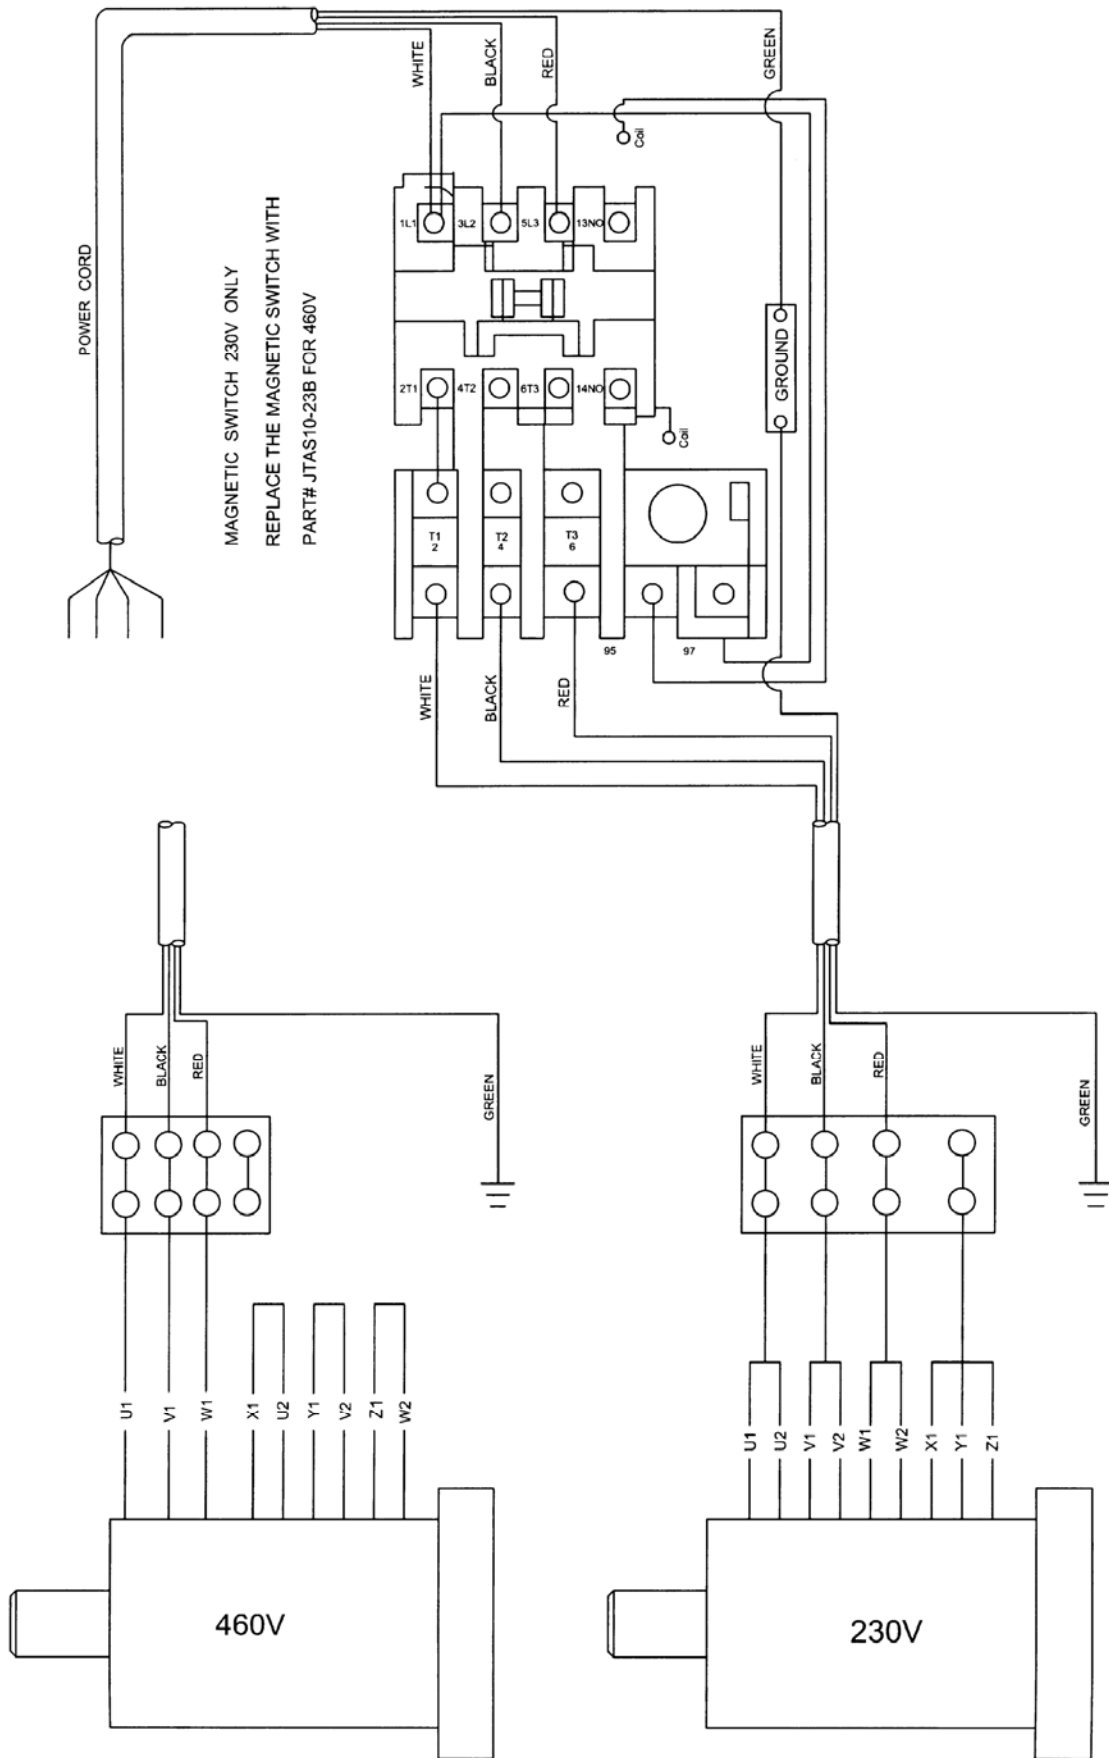 WHITE
BLACK
RED
GREEN
POWER CORD
MAGNETIC SWITCH 230V ONLY
REPLACE THE MAGNETIC SWITCH WITH
PART# JTAS10-23B FOR 460V
Coil
1L1
3L2
5L3
13NO
GROUND
2T1
4T2
6T3
14NO
Coil
T1
2
T2
4
T3
6
95
97
WHITE
BLACK
RED
WHITE
BLACK
RED
GREEN
WHITE
BLACK
RED
GREEN
U1
V1
W1
X1
U2
Y1
V2
Z1
W2
U1
U2
V1
V2
W1
W2
X1
Y1
Z1
460V
230V